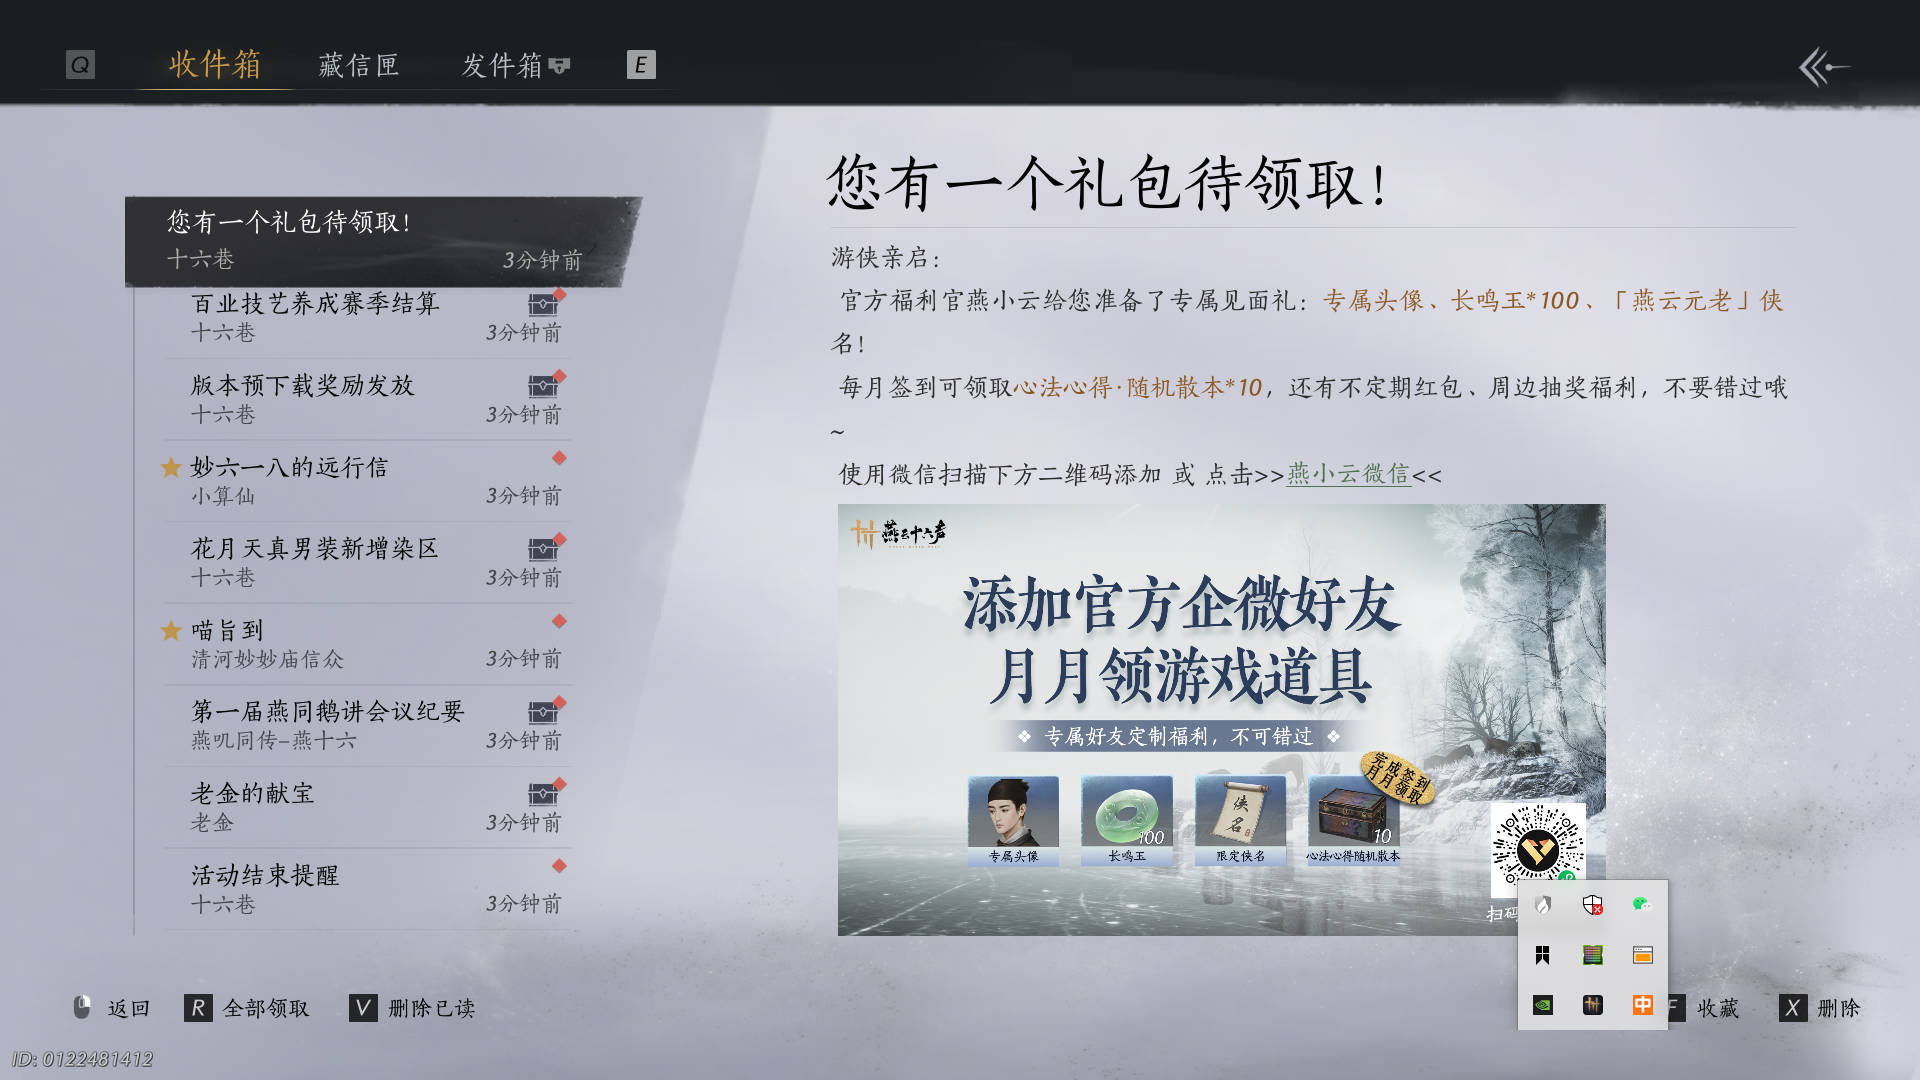 Q 收件箱 藏信匣 发件箱 E
您有一个礼包待领取!
十六巷 3分钟前
百业技艺养成赛季结算
十六巷 3分钟前
版本预下载奖励发放
十六巷 3分钟前
妙六一八的远行信
小算仙 3分钟前
花月天真男装新增染区
十六巷 3分钟前
喵旨到
清河妙妙庙信众 3分钟前
第一届燕同鹅讲会议纪要
燕叽同传-燕十六 3分钟前
老金的献宝
老金 3分钟前
活动结束提醒
十六巷 3分钟前
您有一个礼包待领取!
游侠亲启:
官方福利官燕小云给您准备了专属见面礼: 专属头像、长鸣玉*100、「燕云元老」侠
名!
每月签到可领取心法心得·随机散本*10, 还有不定期红包、周边抽奖福利, 不要错过哦
~
使用微信扫描下方二维码添加 或 点击>>燕小云微信<<
燕云十六声
添加官方企微好友
月月领游戏道具
专属好友定制福利, 不可错过
完成签到
月月领取
侠名
100 10
专属头像 长鸣玉 限定侠名 心法心得随机散本
扫码
中
返回 R 全部领取 V 删除已读 F 收藏 X 删除
ID: 0122481412